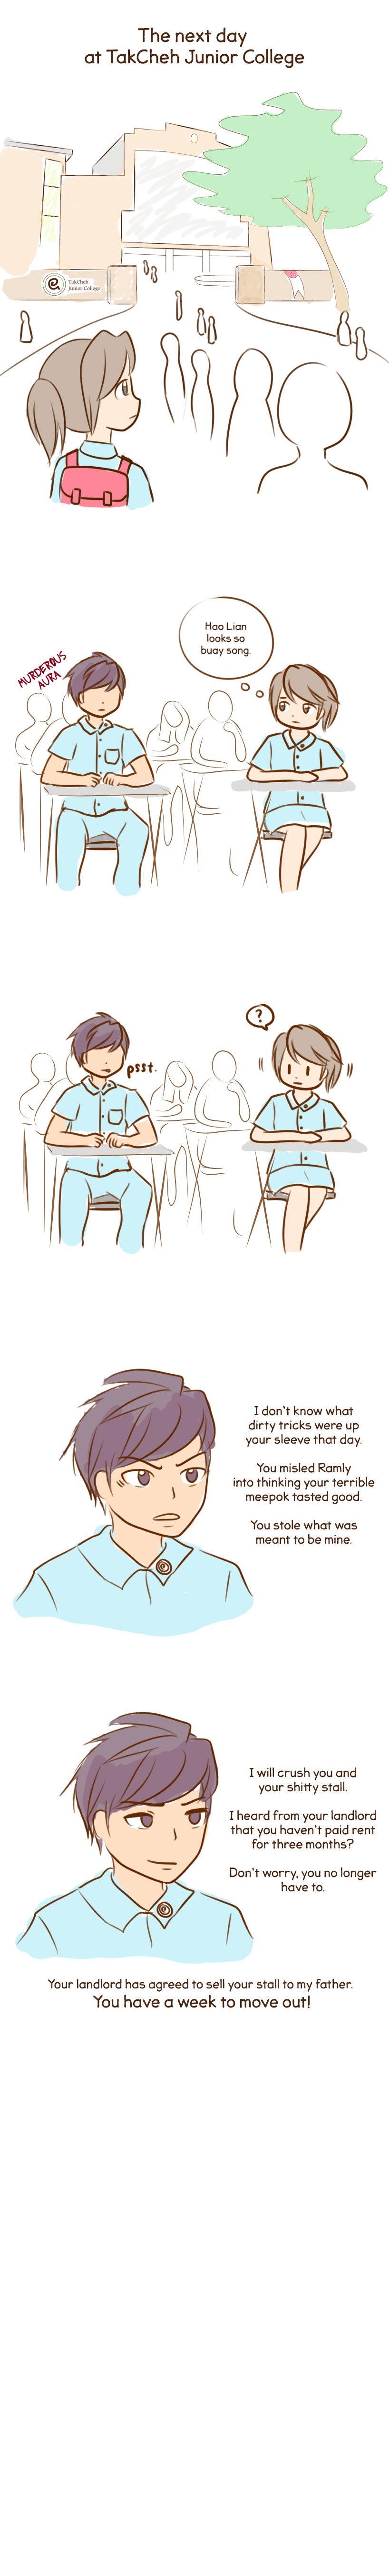 The next day
at TakCheh Junior College
TakCheh
Junior College
MURDEROUS
AURA
Hao Lian
looks so
buay song.
?
psst.
I don't know what
dirty tricks were up
your sleeve that day.
You misled Ramly
into thinking your terrible
meepok tasted good.
You stole what was
meant to be mine.
I will crush you and
your shitty stall.
I heard from your landlord
that you haven't paid rent
for three months?
Don't worry, you no longer
have to.
Your landlord has agreed to sell your stall to my father.
You have a week to move out!